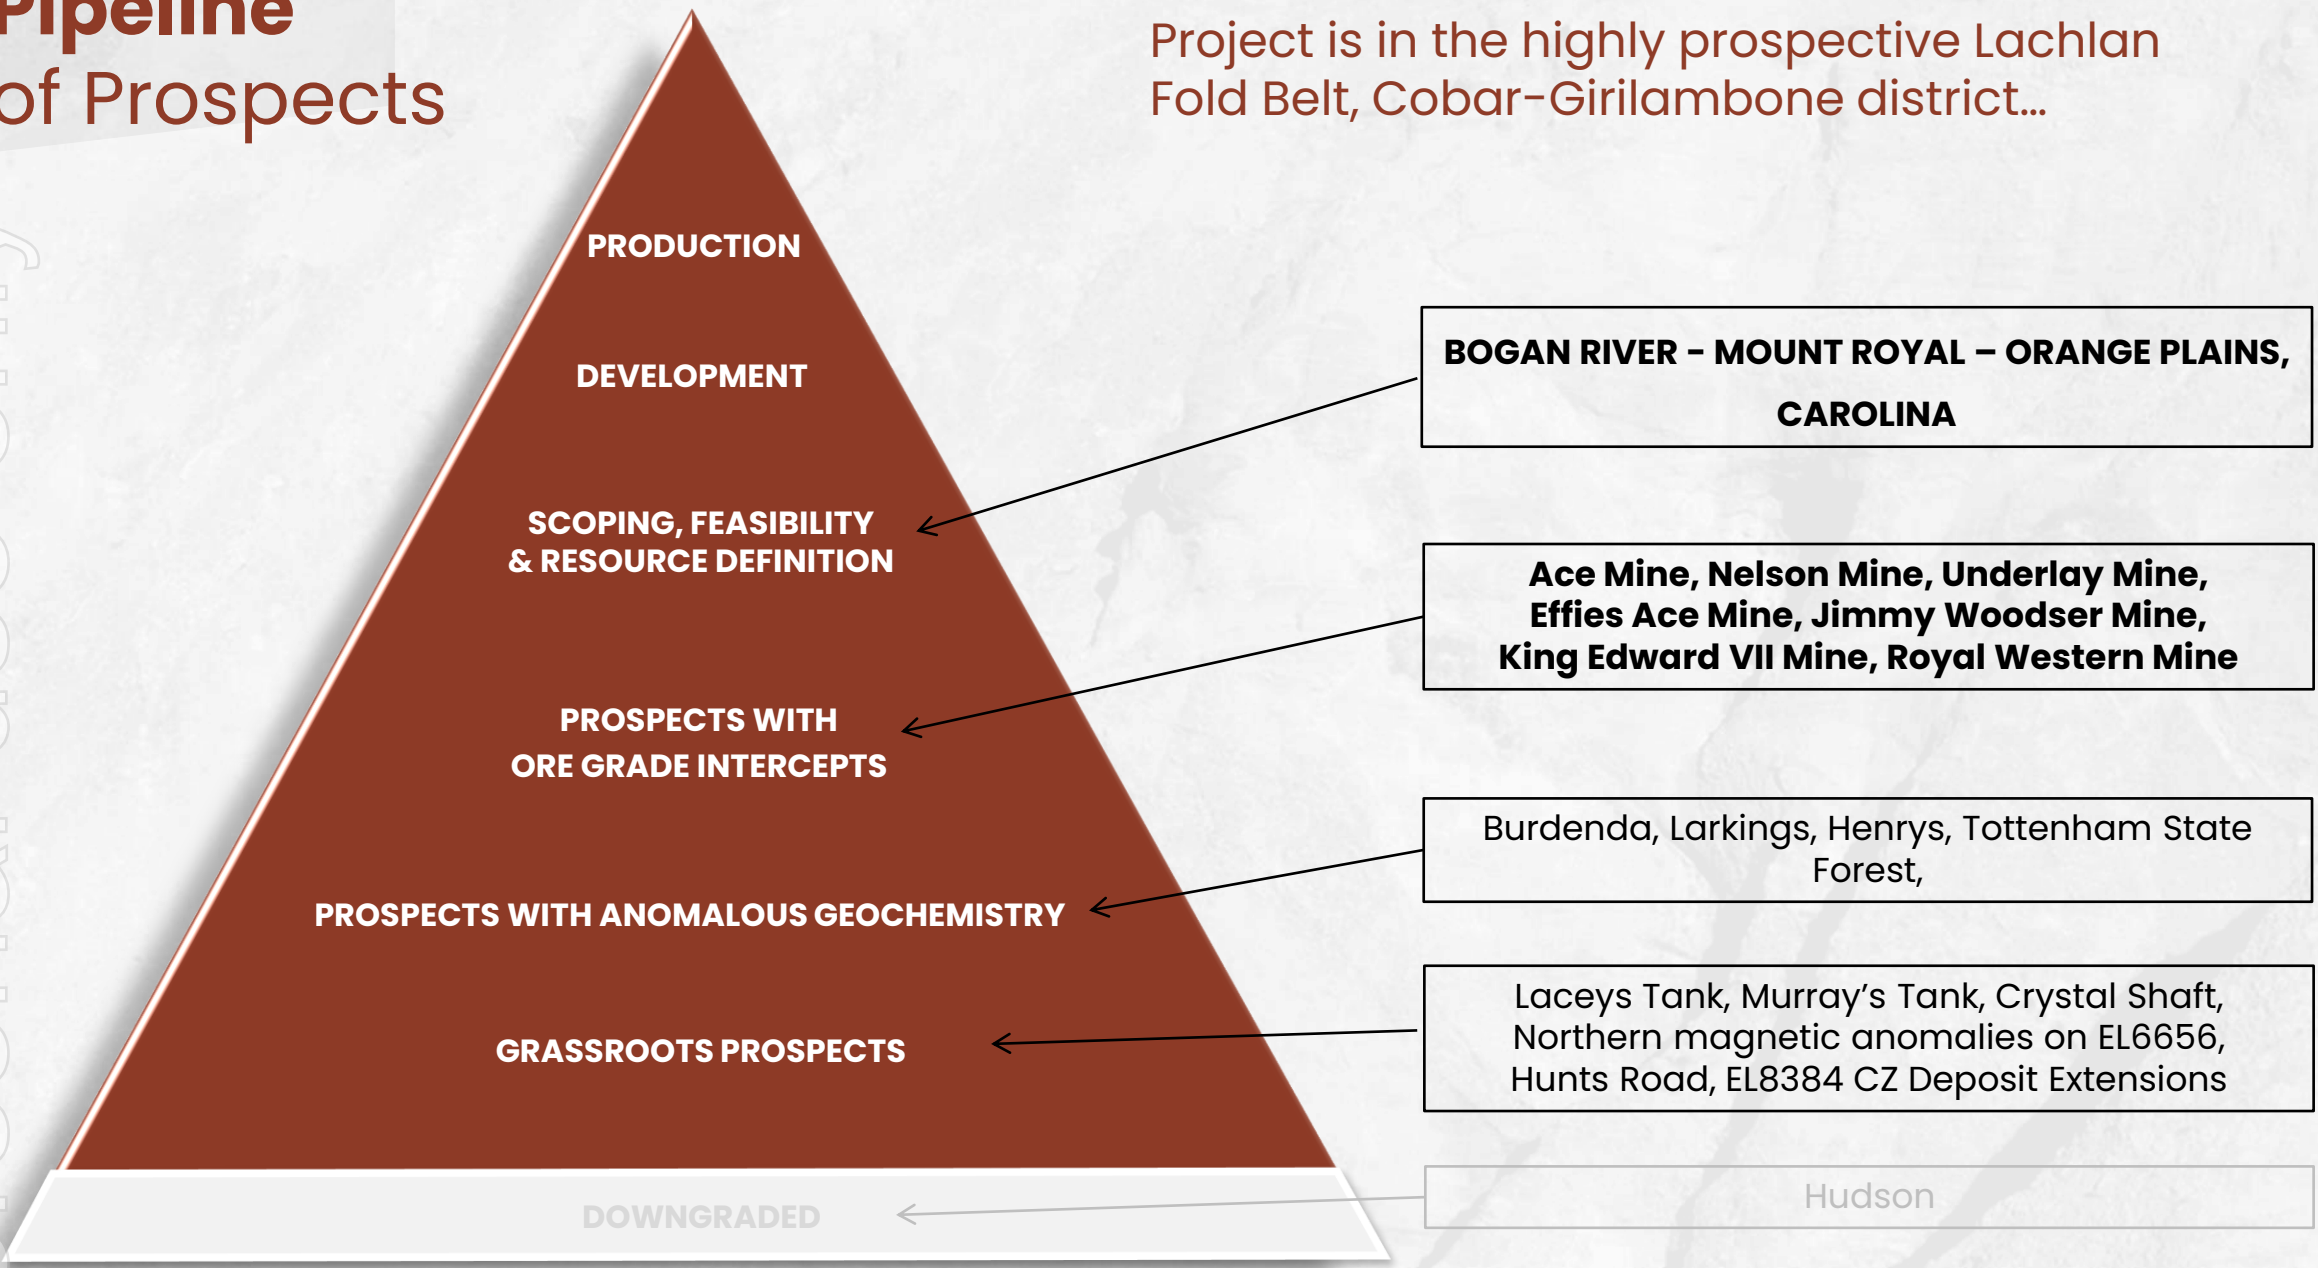 Pipeline
of Prospects
Project is in the highly prospective Lachlan
Fold Belt, Cobar-Girilambone district...
PRODUCTION
DEVELOPMENT
SCOPING, FEASIBILITY
& RESOURCE DEFINITION
PROSPECTS WITH
ORE GRADE INTERCEPTS
PROSPECTS WITH ANOMALOUS GEOCHEMISTRY
GRASSROOTS PROSPECTS
DOWNGRADED
BOGAN RIVER - MOUNT ROYAL – ORANGE PLAINS,
CAROLINA
Ace Mine, Nelson Mine, Underlay Mine,
Effies Ace Mine, Jimmy Woodser Mine,
King Edward VII Mine, Royal Western Mine
Burdenda, Larkings, Henrys, Tottenham State
Forest,
Laceys Tank, Murray’s Tank, Crystal Shaft,
Northern magnetic anomalies on EL6656,
Hunts Road, EL8384 CZ Deposit Extensions
Hudson